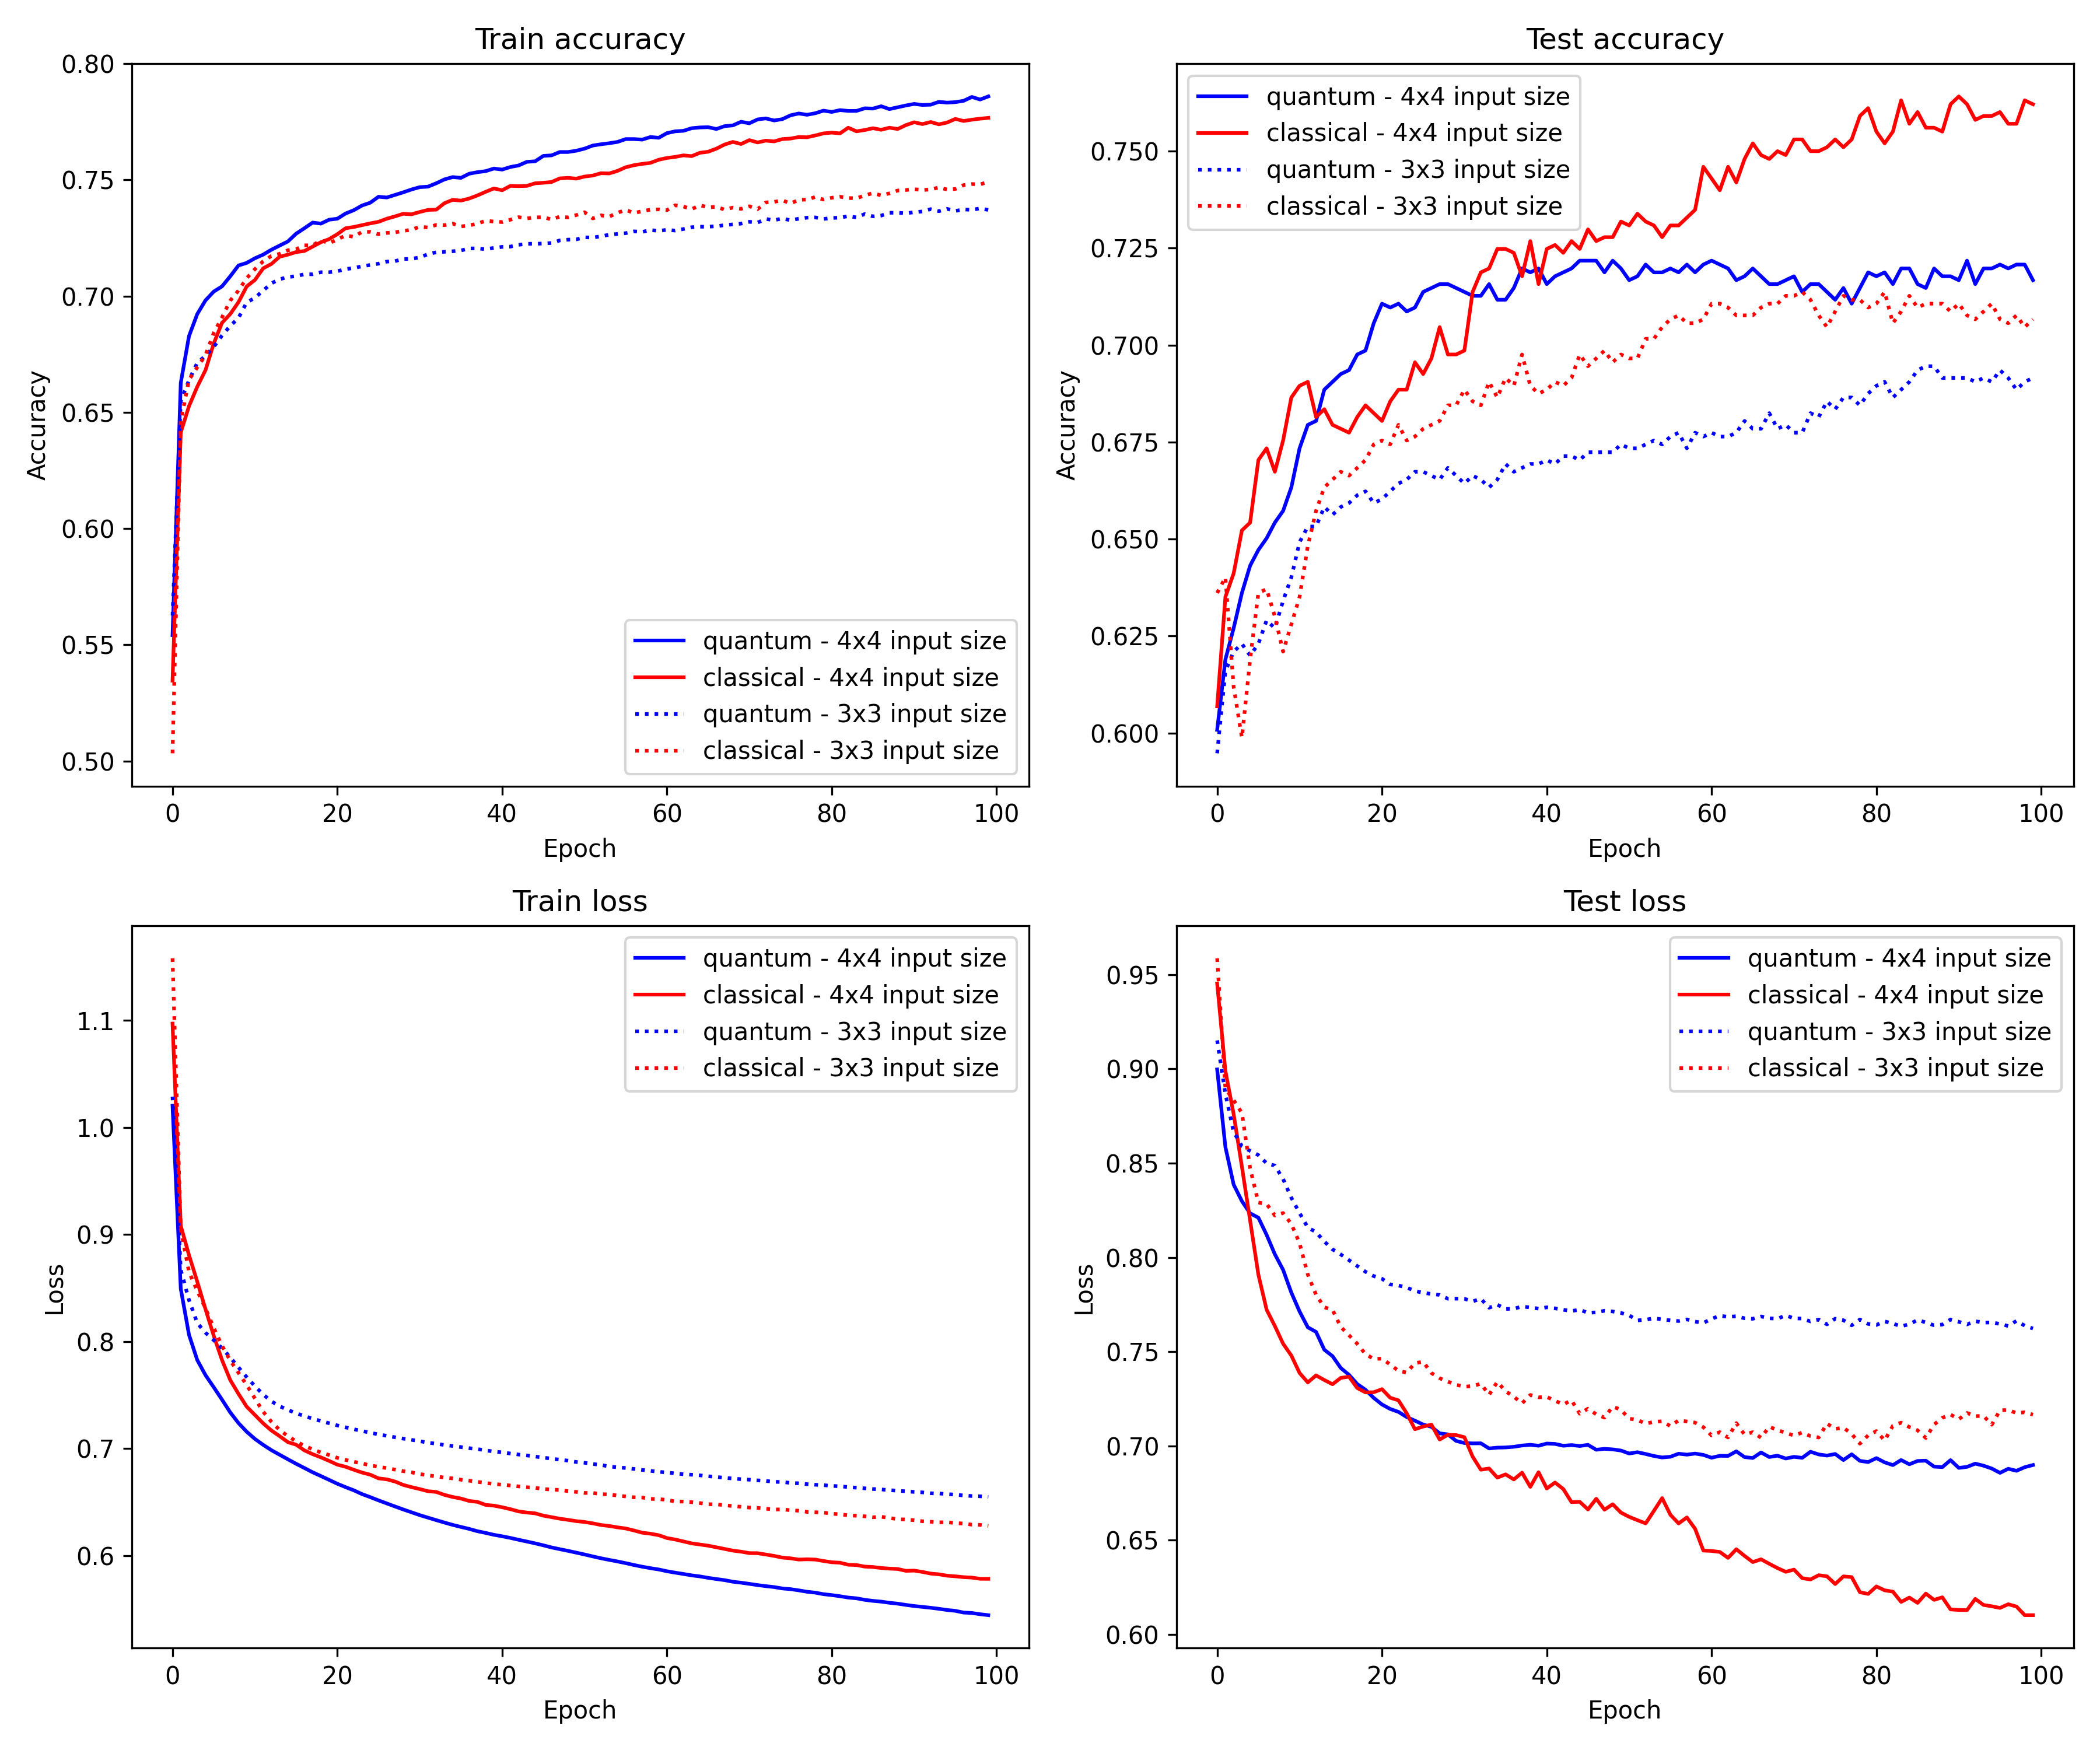 Train accuracy
0.80
0.75
0.70
0.65
0.60
0.55
0.50
Accuracy
quantum - 4x4 input size
classical - 4x4 input size
quantum - 3x3 input size
classical - 3x3 input size
0 20 40 60 80 100
Epoch
Test accuracy
quantum - 4x4 input size
classical - 4x4 input size
quantum - 3x3 input size
classical - 3x3 input size
0.750
0.725
0.700
0.675
0.650
0.625
0.600
Accuracy
0 20 40 60 80 100
Epoch
Train loss
quantum - 4x4 input size
classical - 4x4 input size
quantum - 3x3 input size
classical - 3x3 input size
1.1
1.0
0.9
0.8
0.7
0.6
Loss
0 20 40 60 80 100
Epoch
Test loss
quantum - 4x4 input size
classical - 4x4 input size
quantum - 3x3 input size
classical - 3x3 input size
0.95
0.90
0.85
0.80
0.75
0.70
0.65
0.60
Loss
0 20 40 60 80 100
Epoch